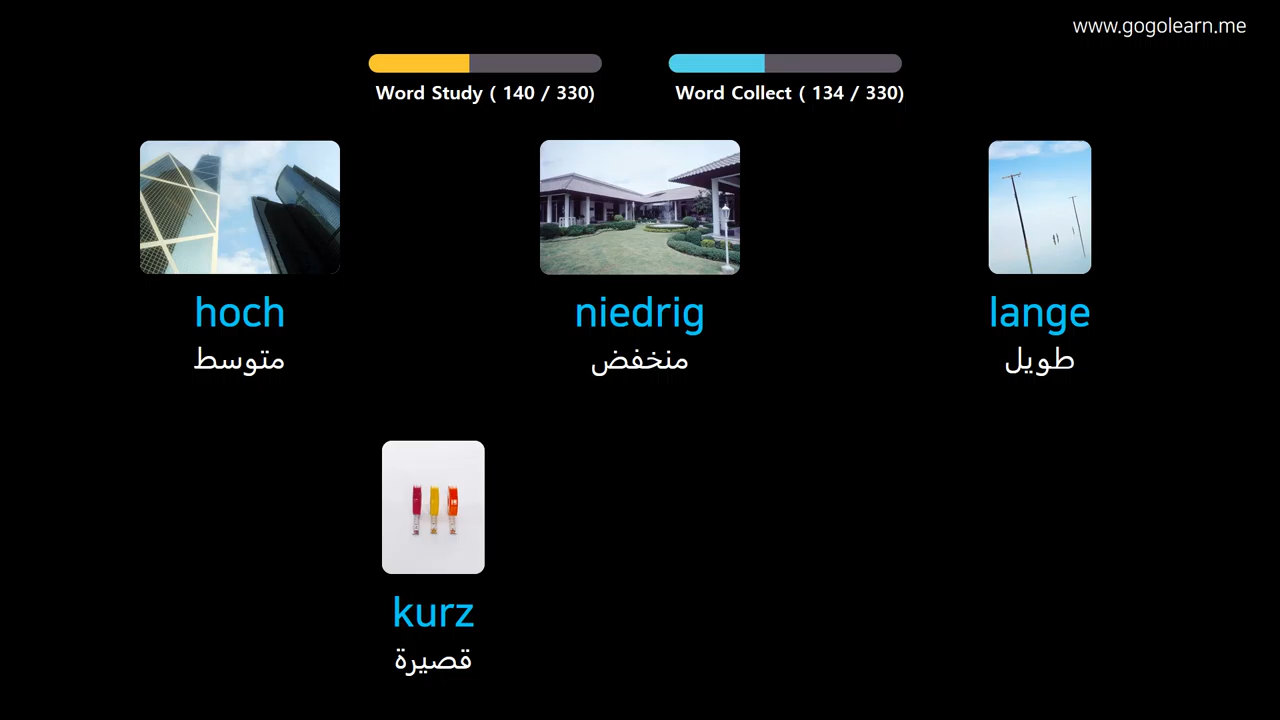 www.gogolearn.me
Word Study ( 140 / 330)
Word Collect ( 134 / 330)
hoch
متوسط
niedrig
منخفض
lange
طويل
kurz
قصيرة